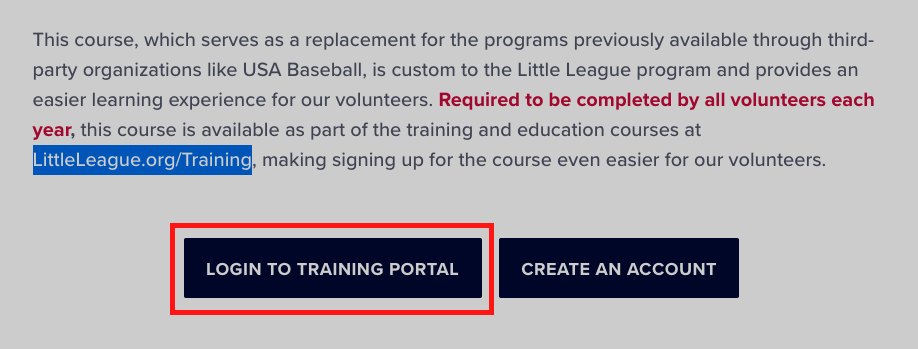 This course, which serves as a replacement for the programs previously available through third-
party organizations like USA Baseball, is custom to the Little League program and provides an
easier learning experience for our volunteers. Required to be completed by all volunteers each
year, this course is available as part of the training and education courses at
LittleLeague.org/Training, making signing up for the course even easier for our volunteers.
LOGIN TO TRAINING PORTAL
CREATE AN ACCOUNT